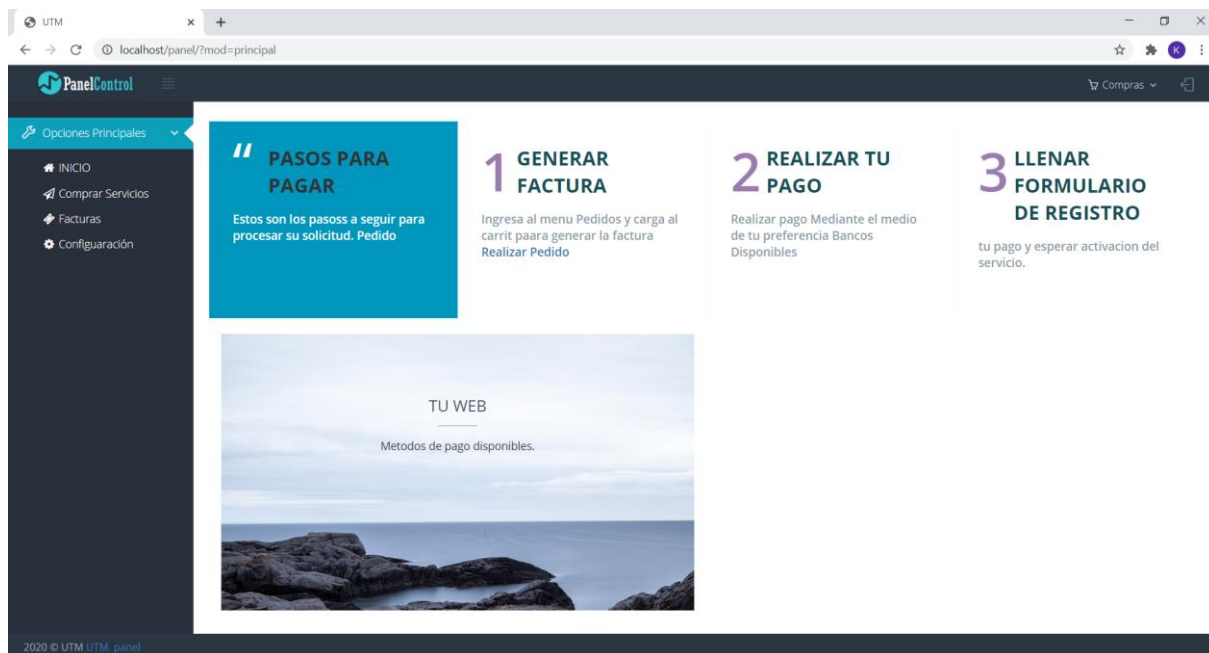 UTM
localhost/panel/?mod=principal
K
PanelControl
Compras
Opciones Principales
INICIO
Comprar Servicios
Facturas
Configuaración
“ PASOS PARA
PAGAR
Estos son los pasoss a seguir para
procesar su solicitud. Pedido
1 GENERAR
FACTURA
Ingresa al menu Pedidos y carga al
carrit paara generar la factura
Realizar Pedido
2 REALIZAR TU
PAGO
Realizar pago Mediante el medio
de tu preferencia Bancos
Disponibles
3 LLENAR
FORMULARIO
DE REGISTRO
tu pago y esperar activacion del
servicio.
TU WEB
Metodos de pago disponibles.
2020 © UTM UTM. panel